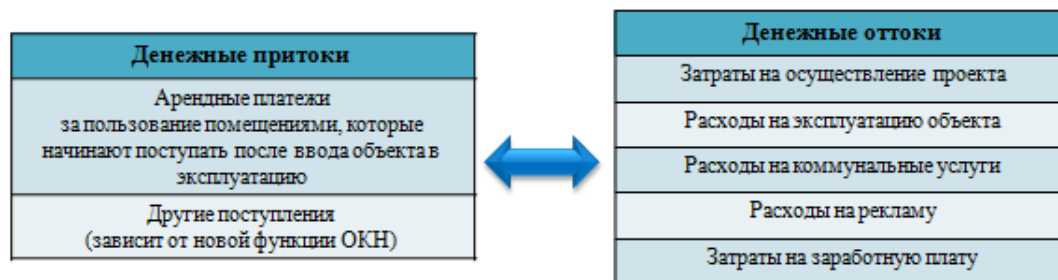 Денежные притоки
Арендные платежи
за пользование помещениями, которые
начинают поступать после ввода объекта в
эксплуатацию
Другие поступления
(зависит от новой функции ОКН)
Денежные оттоки
Затраты на осуществление проекта
Расходы на эксплуатацию объекта
Расходы на коммунальные услуги
Расходы на рекламу
Затраты на заработную плату